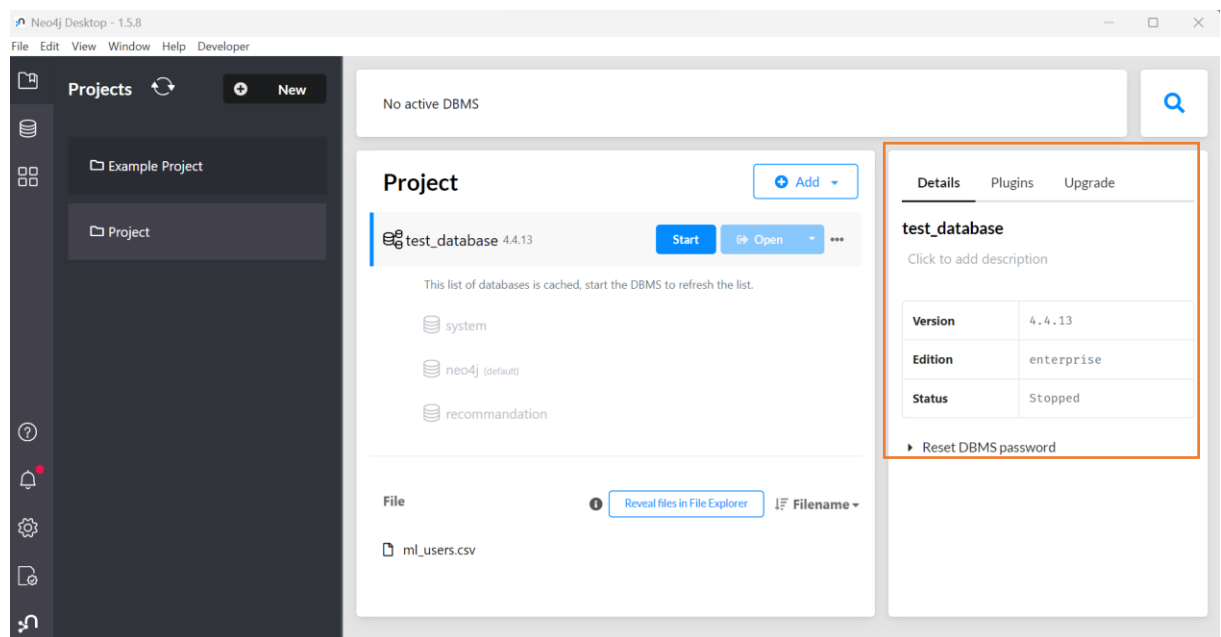 Neo4j Desktop - 1.5.8
File Edit View Window Help Developer
Projects
New
Example Project
Project
No active DBMS
Project
Add
test_database 4.4.13
Start
Open
This list of databases is cached, start the DBMS to refresh the list.
system
neo4j (default)
recommandation
File
Reveal files in File Explorer
Filename
ml_users.csv
Details Plugins Upgrade
test_database
Click to add description
Version 4.4.13
Edition enterprise
Status Stopped
Reset DBMS password